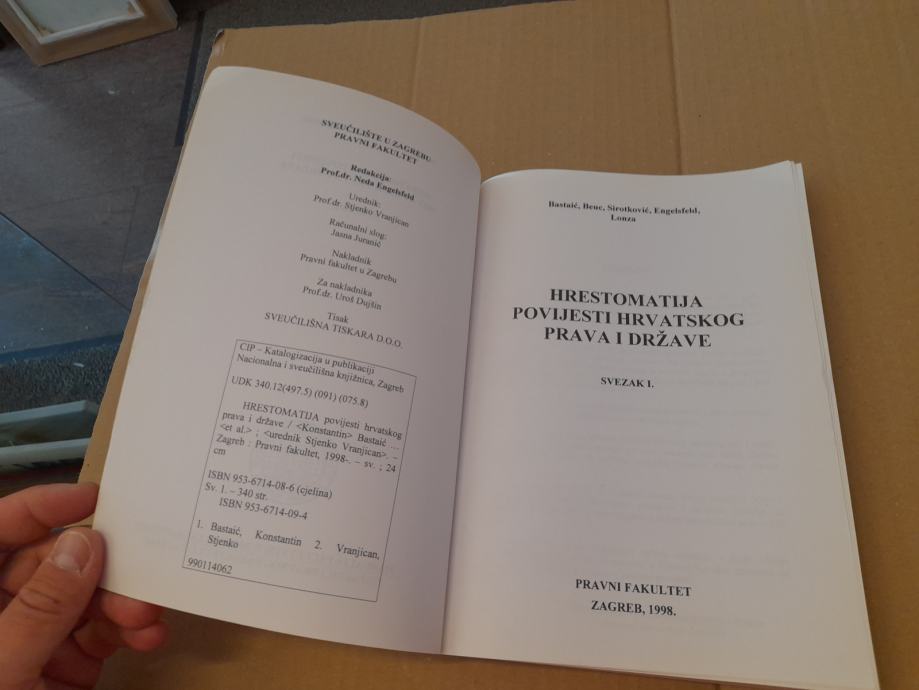 SVEUČILIŠTE U ZAGREBU
PRAVNI FAKULTET
Redakcija:
Prof.dr. Neda Engelsfeld
Urednik:
Prof.dr. Stjenko Vranjican
Računalni slog:
Jasna Juranić
Nakladnik
Pravni fakultet u Zagrebu
Za nakladnika
Prof.dr. Uroš Dujšin
Tisak
SVEUČILIŠNA TISKARA D.O.O.
CIP – Katalogizacija u publikaciji
Nacionalna i sveučilišna knjižnica, Zagreb
UDK 340.12(497.5) (091) (075.8)
HRESTOMATIJA povijesti hrvatskog
prava i države / <Konstantin> Bastaić ...
<et al.> ; <urednik Stjenko Vranjican>. –
Zagreb : Pravni fakultet, 1998-. – sv. ; 24
cm
ISBN 953-6714-08-6 (cjelina)
Sv. 1. – 340 str.
ISBN 953-6714-09-4
1. Bastaić, Konstantin 2. Vranjican,
Stjenko
990114062
Bastaić, Beuc, Sirotković, Engelsfeld,
Lonza
HRESTOMATIJA
POVIJESTI HRVATSKOG
PRAVA I DRŽAVE
SVEZAK I.
PRAVNI FAKULTET
ZAGREB, 1998.